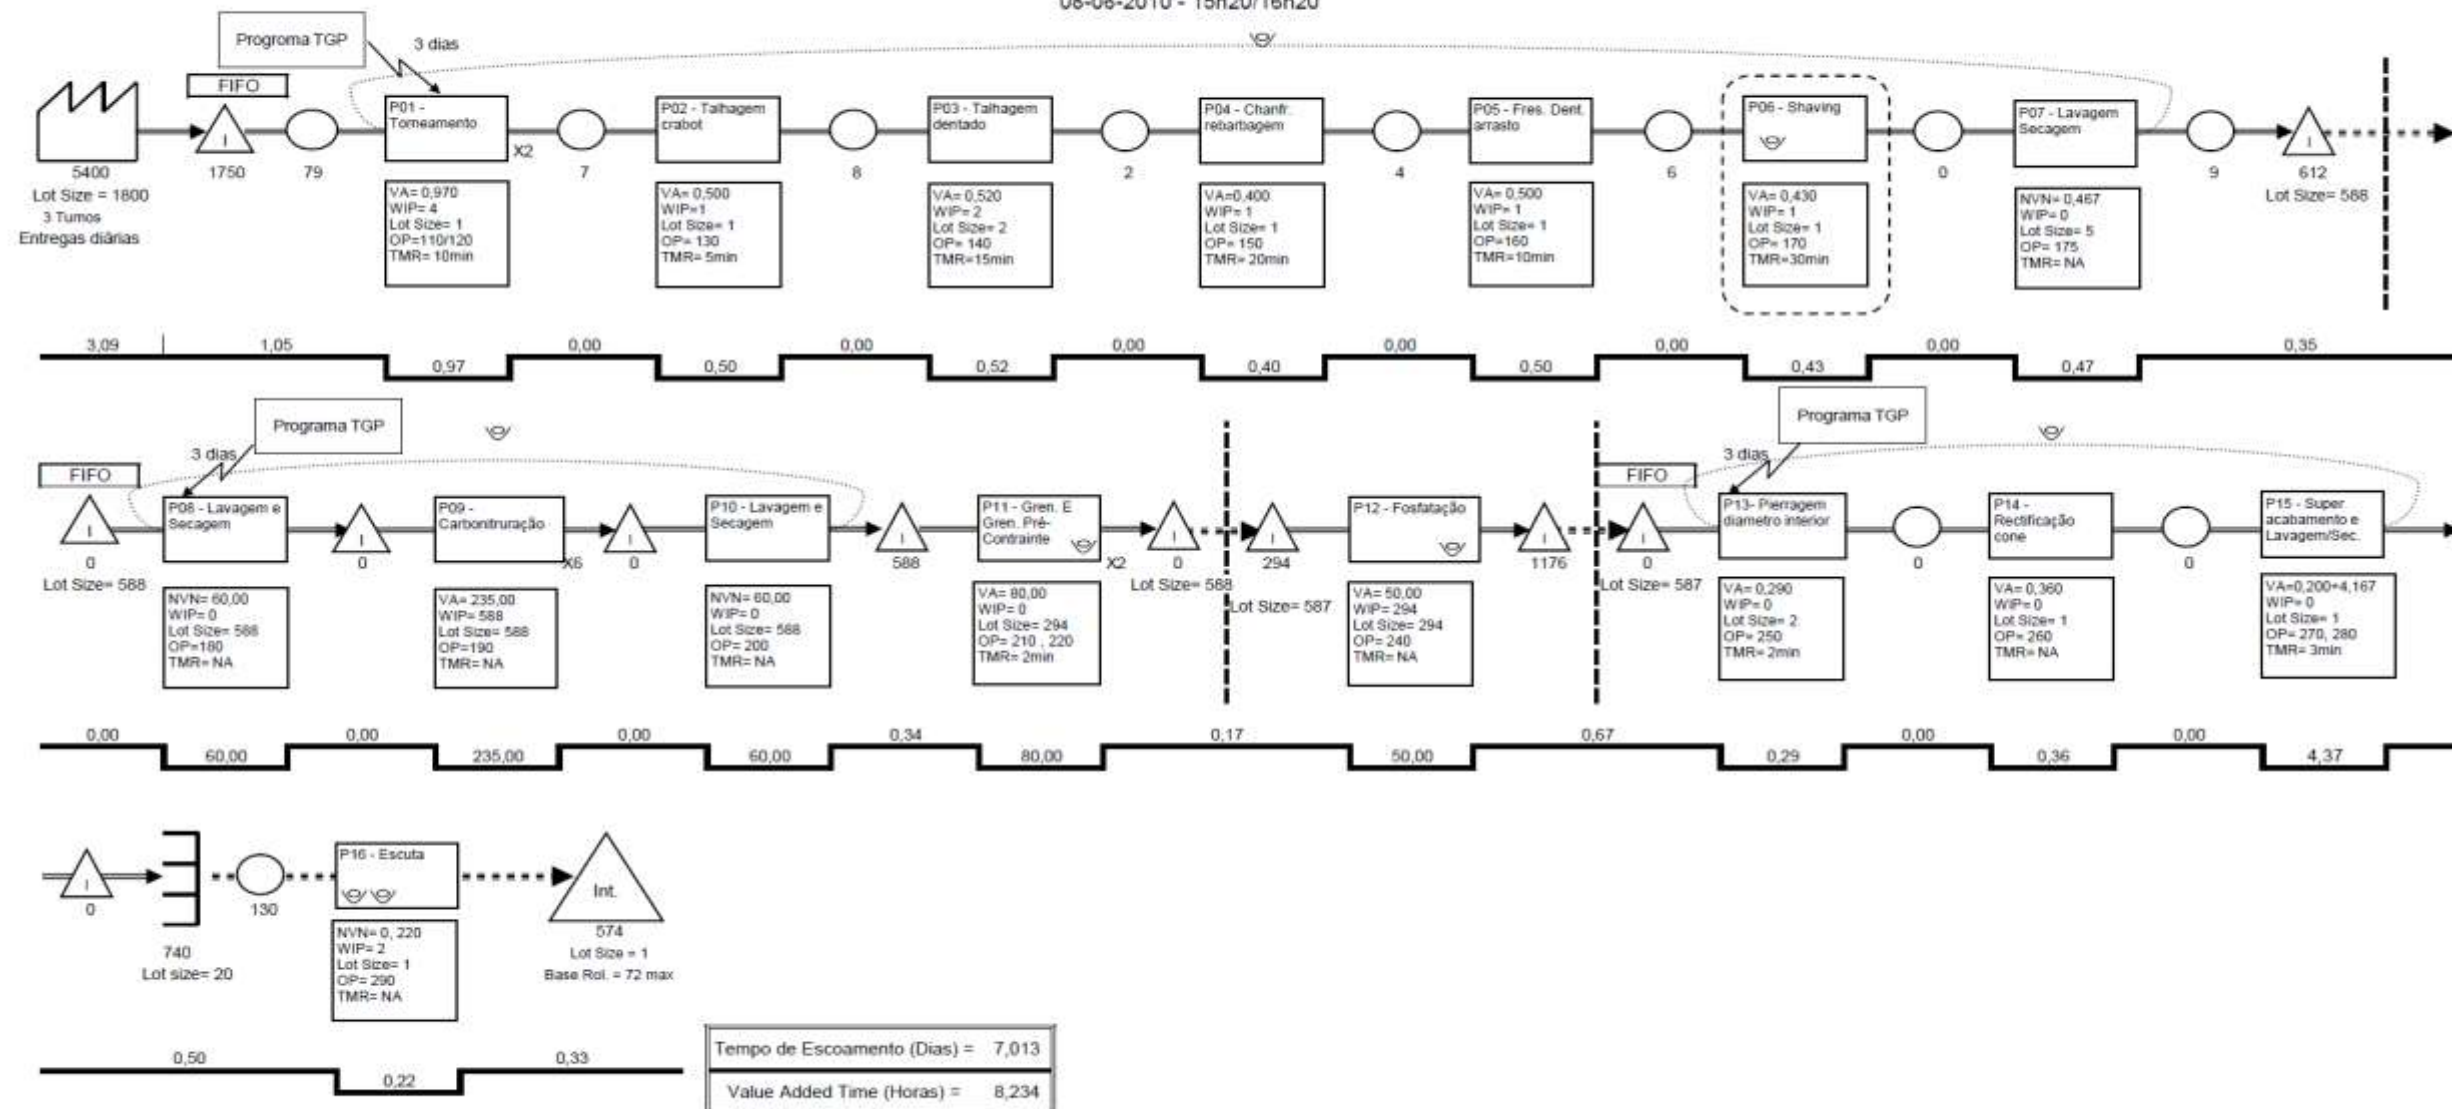 08-06-2010 - 15h20/16h20
Progroma TGP
3 dias
FIFO
5400
Lot Size = 1800
3 Turnos
Entregas diárias
I
1750
79
P01 -
Torneamento
X2
VA= 0,970
WIP= 4
Lot Size= 1
OP=110/120
TMR= 10min
7
P02 - Talhagem
crabot
VA= 0,500
WIP=1
Lot Size= 1
OP= 130
TMR= 5min
8
P03 - Talhagem
dentado
VA= 0,520
WIP= 2
Lot Size= 2
OP= 140
TMR=15min
2
P04 - Chanfr.
rebarbagem
VA=0,400
WIP= 1
Lot Size= 1
OP= 150
TMR= 20min
4
P05 - Fres. Dent.
arrasto
VA= 0,500
WIP= 1
Lot Size= 1
OP=160
TMR=10min
6
P06 - Shaving
VA= 0,430
WIP= 1
Lot Size= 1
OP= 170
TMR=30min
0
P07 - Lavagem
Secagem
NVN= 0,467
WIP= 0
Lot Size= 5
OP= 175
TMR= NA
9
I
612
Lot Size= 588
3,09
1,05
0,97
0,00
0,50
0,00
0,52
0,00
0,40
0,00
0,50
0,00
0,43
0,00
0,47
0,35
Programa TGP
3 dias
FIFO
I
0
Lot Size= 588
P08 - Lavagem e
Secagem
NVN= 60,00
WIP= 0
Lot Size= 588
OP=180
TMR= NA
I
0
P09 -
Carbonitruração
X6
VA= 235,00
WIP= 588
Lot Size= 588
OP=190
TMR= NA
I
0
P10 - Lavagem e
Secagem
NVN= 60,00
WIP= 0
Lot Size= 588
OP= 200
TMR= NA
I
588
P11 - Gren. E
Gren. Pré-
Contrainte
X2
VA= 80,00
WIP= 0
Lot Size= 294
OP= 210 , 220
TMR= 2min
I
0
Lot Size= 588
I
294
Lot Size= 587
P12 - Fosfatação
VA= 50,00
WIP= 294
Lot Size= 294
OP= 240
TMR= NA
I
1176
Programa TGP
3 dias
FIFO
I
0
Lot Size= 587
P13- Pierragem
diametro interior
VA= 0,290
WIP= 0
Lot Size= 2
OP= 250
TMR= 2min
0
P14 -
Rectificação
cone
VA= 0,360
WIP= 0
Lot Size= 1
OP= 260
TMR= NA
0
P15 - Super
acabamento e
Lavagem/Sec.
VA=0,200+4,167
WIP= 0
Lot Size= 1
OP= 270, 280
TMR= 3min
0,00
60,00
0,00
235,00
0,00
60,00
0,34
80,00
0,17
50,00
0,67
0,29
0,00
0,36
0,00
4,37
I
0
740
Lot size= 20
130
P16 - Escuta
NVN= 0, 220
WIP= 2
Lot Size= 1
OP= 290
TMR= NA
Int.
574
Lot Size = 1
Base Rol. = 72 max
0,50
0,22
0,33
Tempo de Escoamento (Dias) = 7,013
Value Added Time (Horas) = 8,234